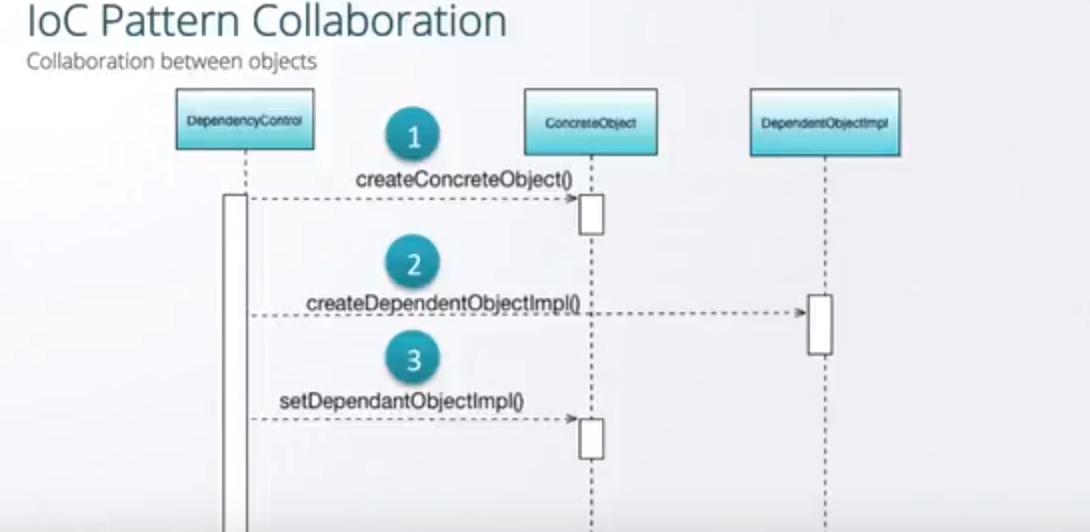 IoC Pattern Collaboration
Collaboration between objects
DependencyControl
ConcreteObject
DependentObjectImpl
1
createConcreteObject()
2
createDependentObjectImpl()
3
setDependantObjectImpl()